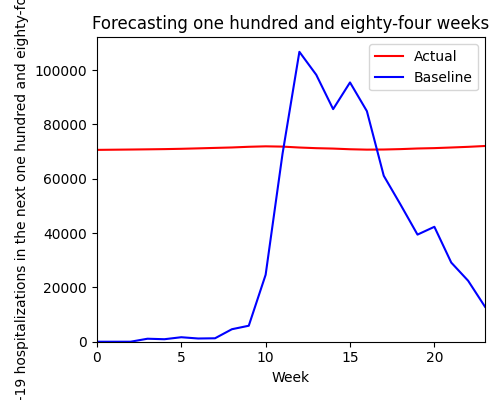 Forecasting one hundred and eighty-four weeks
-19 hospitalizations in the next one hundred and eighty-fo
100000
80000
60000
40000
20000
0
Actual
Baseline
0 5 10 15 20
Week